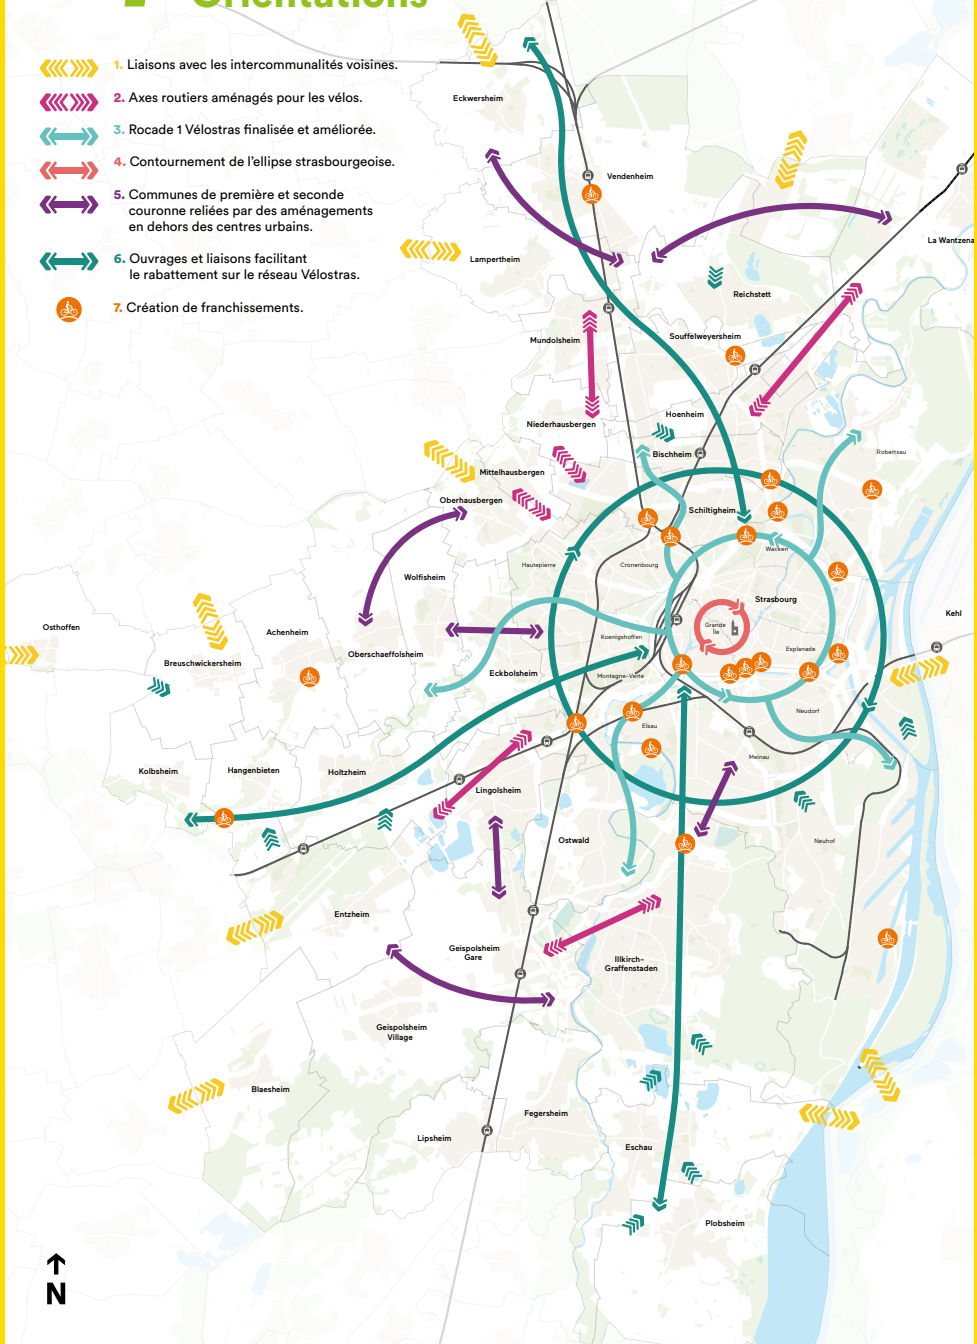 Orientations
1. Liaisons avec les intercommunalités voisines.
2. Axes routiers aménagés pour les vélos.
3. Rocade 1 Vélostras finalisée et améliorée.
4. Contournement de l'ellipse strasbourgeoise.
5. Communes de première et seconde
couronne reliées par des aménagements
en dehors des centres urbains.
6. Ouvrages et liaisons facilitant
le rabattement sur le réseau Vélostras.
7. Création de franchissements.
Eckwersheim
Vendenheim
La Wantzena
Lampertheim
Reichstett
Mundolsheim
Souffelweyersheim
Hoenheim
Niederhausbergen
Bischheim
Robertsau
Mittelhausbergen
Oberhausbergen
Schiltigheim
Wacken
Hautepierre
Cronenbourg
Wolfisheim
Strasbourg
Kehl
Osthoffen
Achenheim
Grande
Île
Koenigshoffen
Esplanade
Breuschwickersheim
Oberschaeffolsheim
Eckbolsheim
Montagne-Verte
Neudorf
Elsau
Meinau
Kolbsheim
Hangenbieten
Holtzheim
Lingolsheim
Ostwald
Neuhof
Entzheim
Geispolsheim
Gare
Illkirch-
Graffenstaden
Geispolsheim
Village
Blaesheim
Fegersheim
Lipsheim
Eschau
Plobsheim
N